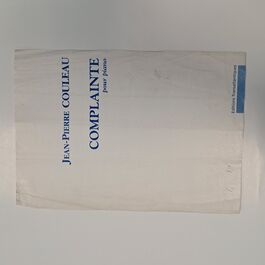 JEAN-PIERRE COULEAU
COMPLAINTE
pour piano
Editions Transatlantiques